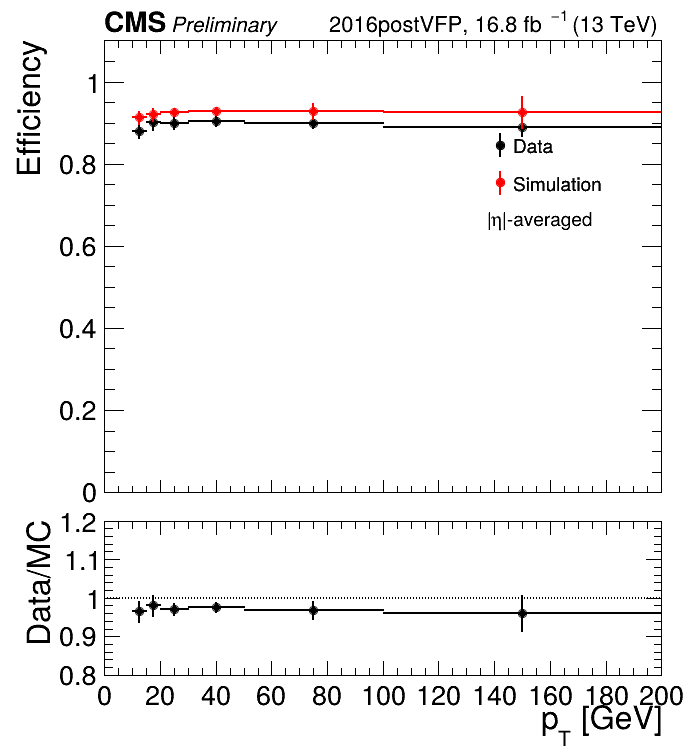 CMS Preliminary 2016postVFP, 16.8 fb⁻¹ (13 TeV)
Efficiency
1
0.8
0.6
0.4
0.2
0
Data
Simulation
|η|-averaged
Data/MC
1.2
1.1
1
0.9
0.8
0 20 40 60 80 100 120 140 160 180 200
p_T [GeV]